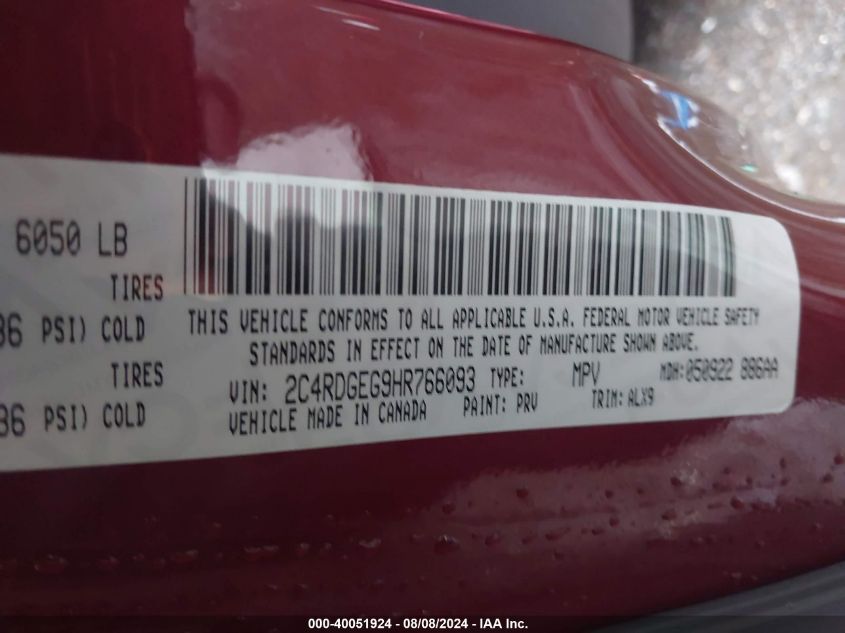 6050 LB
TIRES
36 PSI) COLD
TIRES
36 PSI) COLD
THIS VEHICLE CONFORMS TO ALL APPLICABLE U.S.A. FEDERAL MOTOR VEHICLE SAFETY
STANDARDS IN EFFECT ON THE DATE OF MANUFACTURE SHOWN ABOVE.
VIN: 2C4RDGEG9HR766093 TYPE: MPV MDH: 050922 886AA
VEHICLE MADE IN CANADA PAINT: PRV TRIM: ALX9
000-40051924 - 08/08/2024 - IAA Inc.